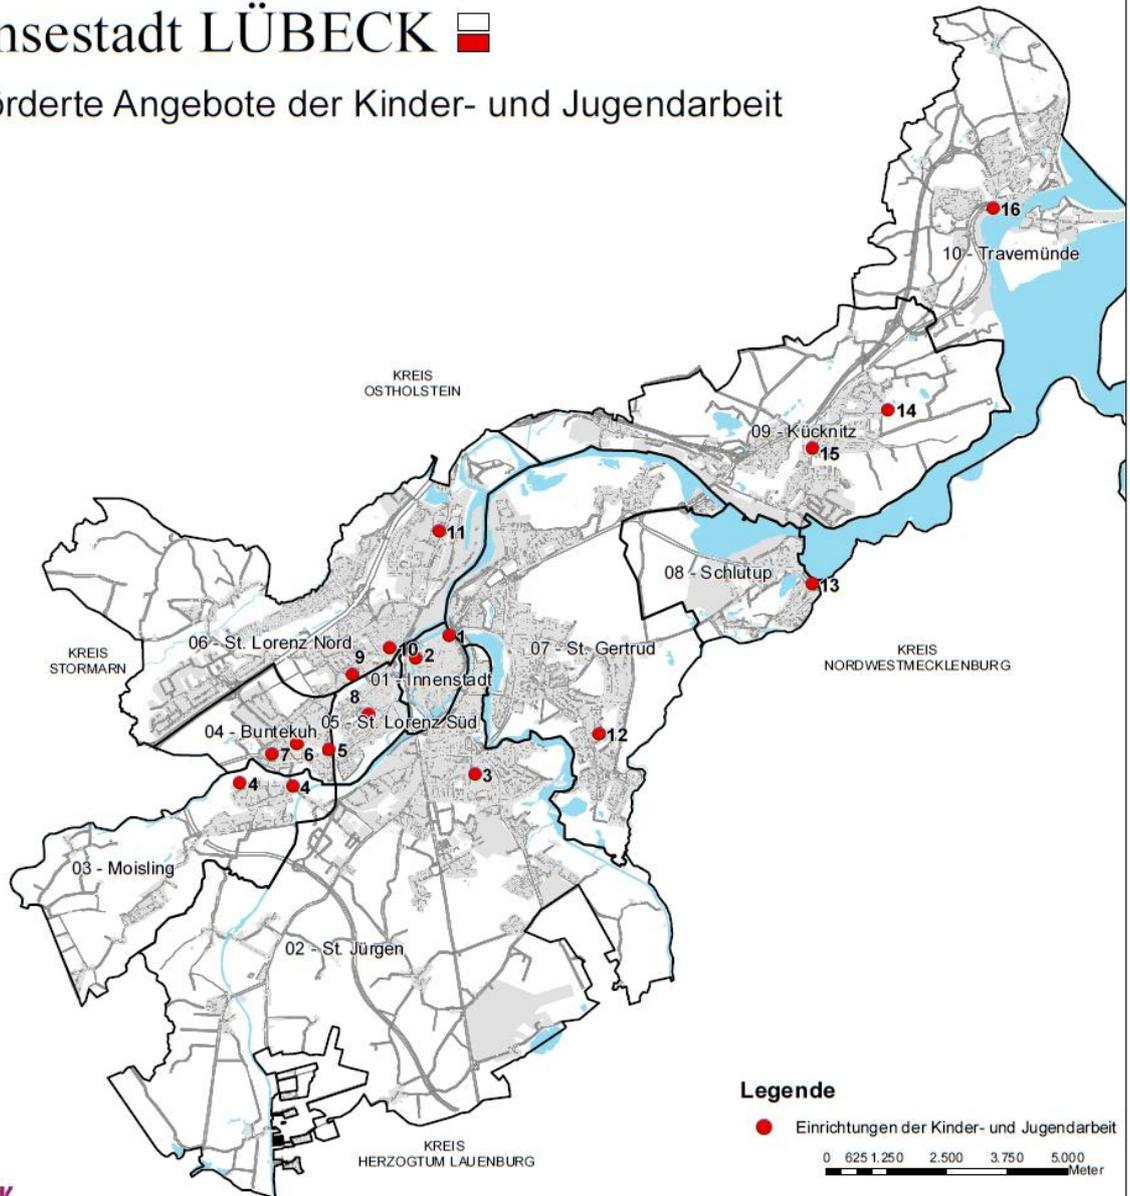 nsestadt LÜBECK
örderte Angebote der Kinder- und Jugendarbeit
16
10 - Travemünde
KREIS
OSTHOLSTEIN
14
09 - Kücknitz
15
11
08 - Schlutup
13
1
06 - St. Lorenz Nord
10
2
07 - St. Gertrud
KREIS
STORMARN
9
KREIS
NORDWESTMECKLENBURG
01 - Innenstadt
8
05 - St. Lorenz Süd
04 - Buntekuh
12
7
6
5
3
4
4
03 - Moisling
02 - St. Jürgen
Legende
Einrichtungen der Kinder- und Jugendarbeit
KREIS
HERZOGTUM LAUENBURG
0 625 1.250 2.500 3.750 5.000
Meter